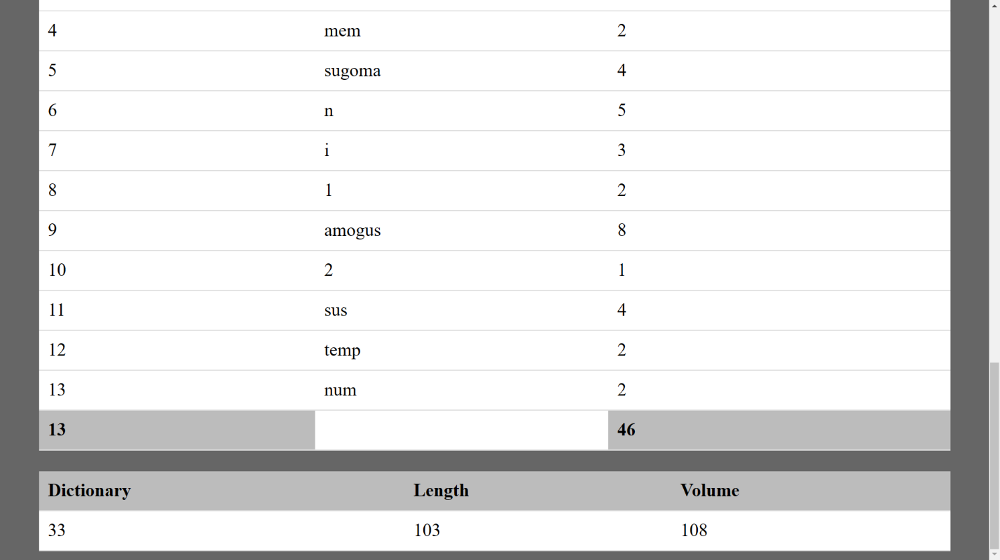 4 mem 2
5 sugoma 4
6 n 5
7 i 3
8 1 2
9 amogus 8
10 2 1
11 sus 4
12 temp 2
13 num 2
13 46
Dictionary Length Volume
33 103 108